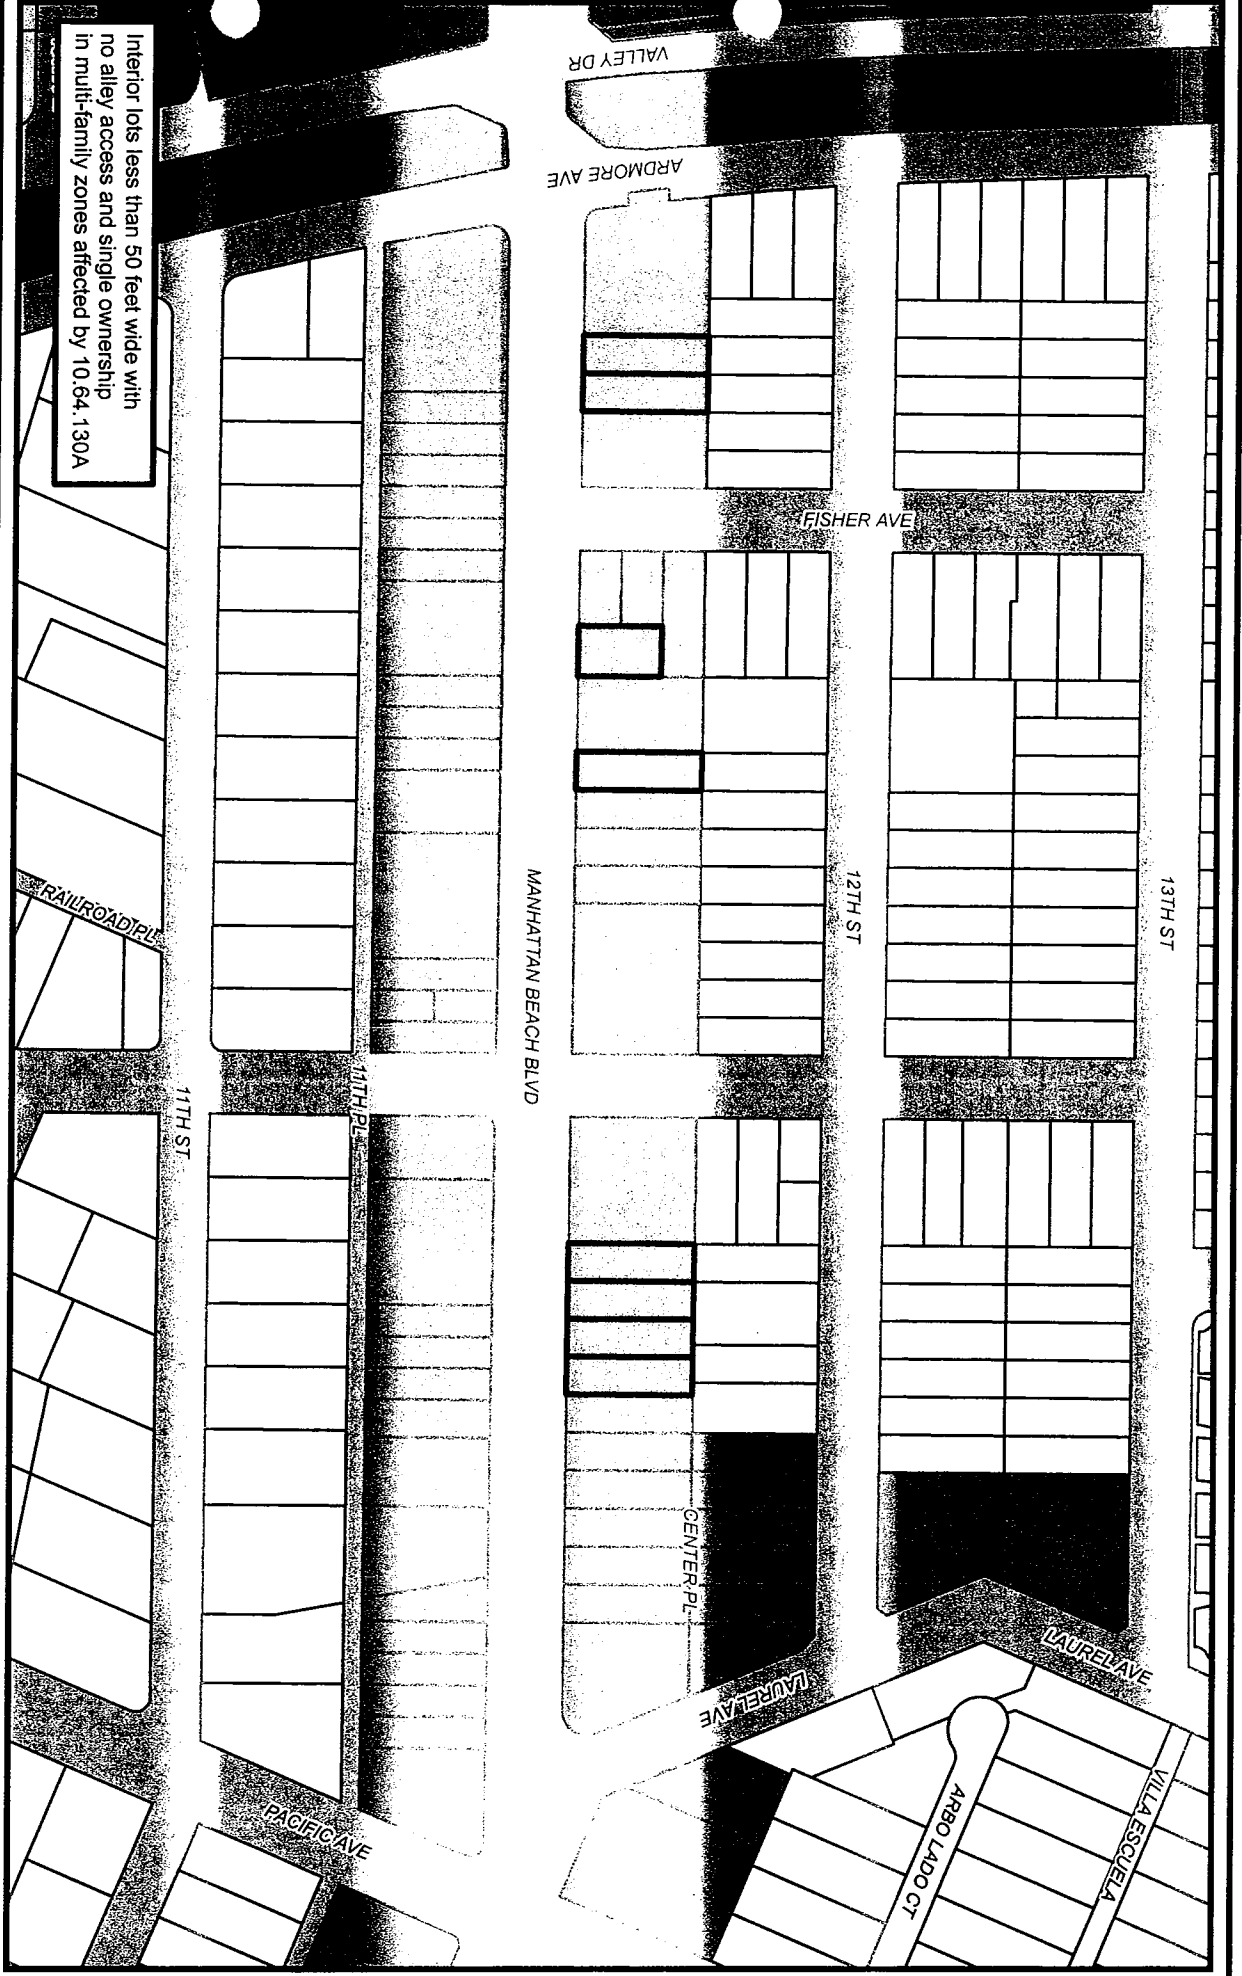 Interior lots less than 50 feet wide with
no alley access and single ownership
in multi-family zones affected by 10.64.130A
VALLEY DR
ARDMORE AVE
FISHER AVE
13TH ST
12TH ST
MANHATTAN BEACH BLVD
RAILROAD PL
11TH PL
11TH ST
CENTER PL
LAUREL AVE
LAUREL AVE
VILLA ESCUELA
ARBOLADO CT
PACIFIC AVE